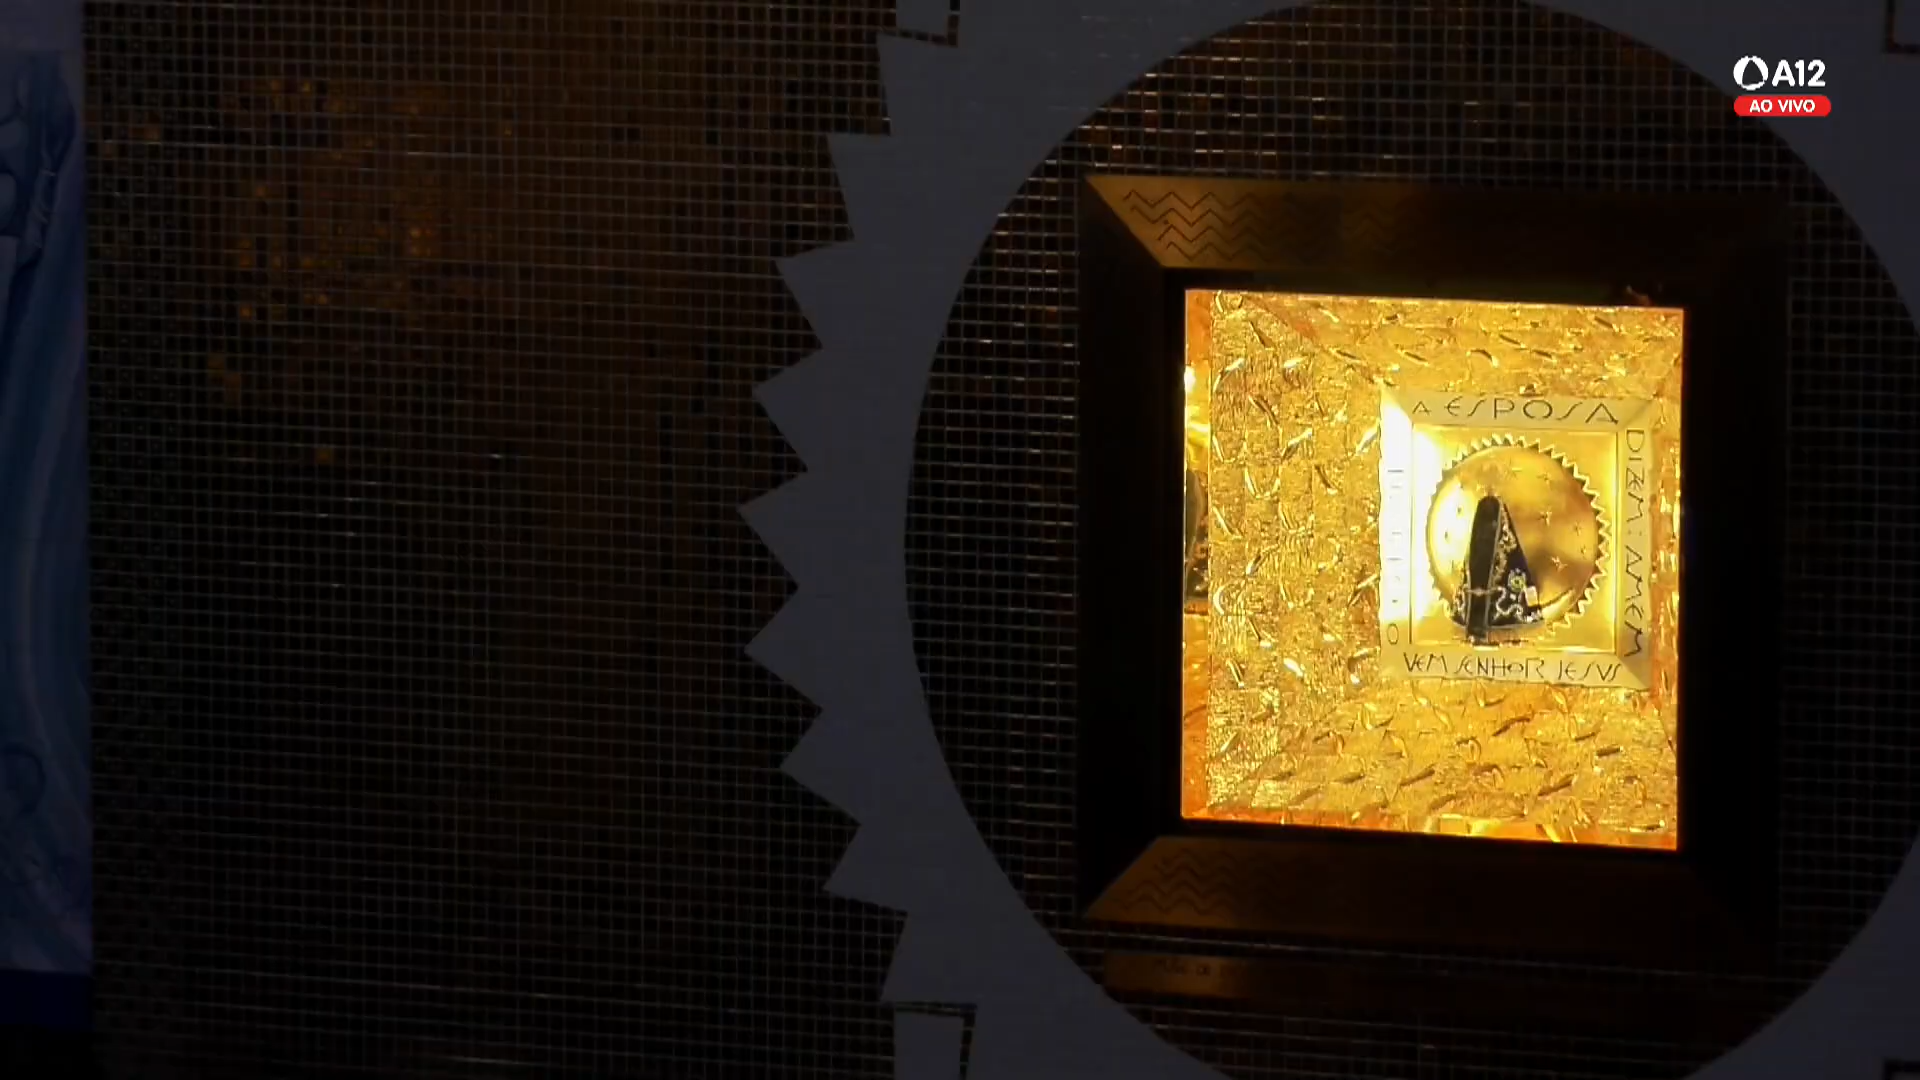 A12
AO VIVO
A ESPOSA
DIZEM: AMÉM
VEM SENHOR JESUS